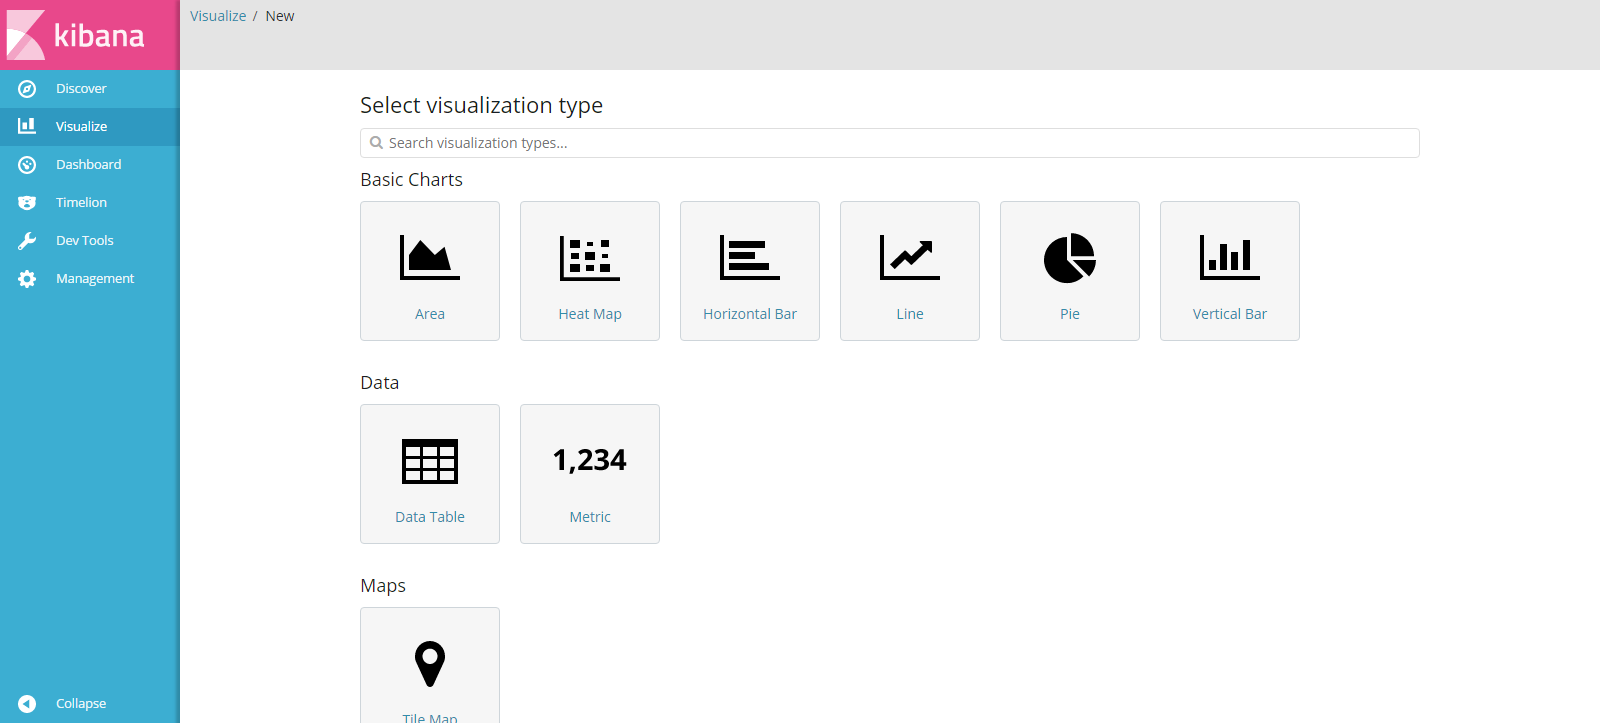 kibana
Discover
Visualize
Dashboard
Timelion
Dev Tools
Management
Collapse
Visualize / New
Select visualization type
Search visualization types...
Basic Charts
Area
Heat Map
Horizontal Bar
Line
Pie
Vertical Bar
Data
1,234
Data Table
Metric
Maps
Tile Map